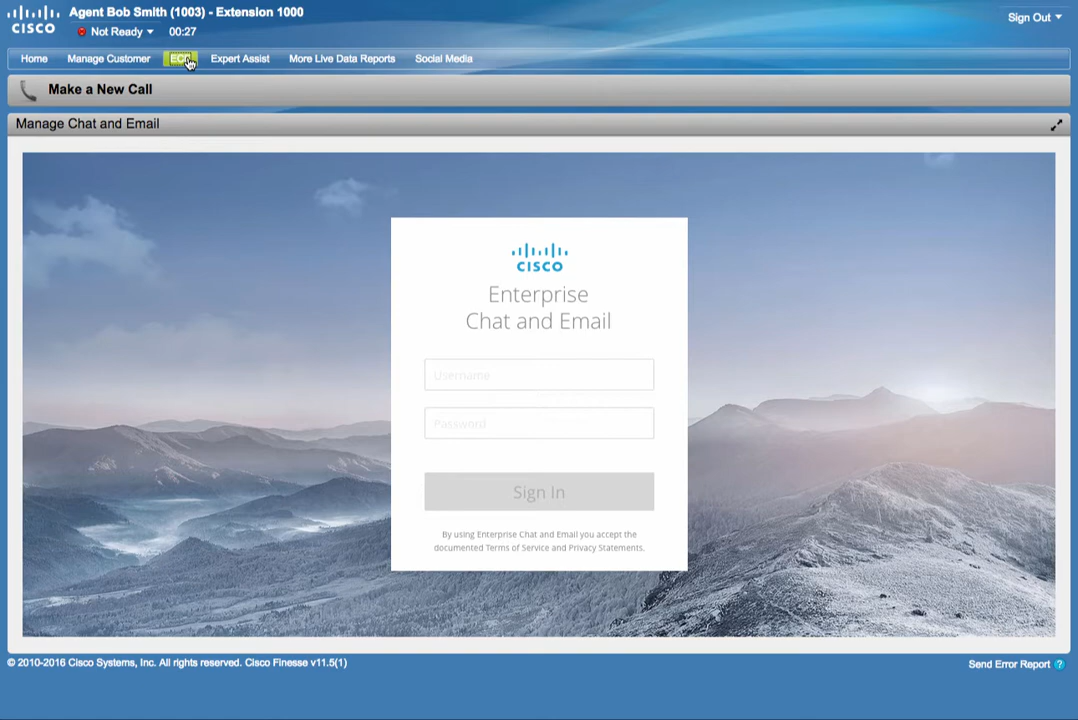 CISCO
Agent Bob Smith (1003) - Extension 1000
Not Ready 00:27
Sign Out
Home Manage Customer Expert Assist More Live Data Reports Social Media
Make a New Call
Manage Chat and Email
CISCO
Enterprise
Chat and Email
Username
Password
Sign In
By using Enterprise Chat and Email you accept the
documented Terms of Service and Privacy Statements.
© 2010-2016 Cisco Systems, Inc. All rights reserved. Cisco Finesse v11.5(1)
Send Error Report ?